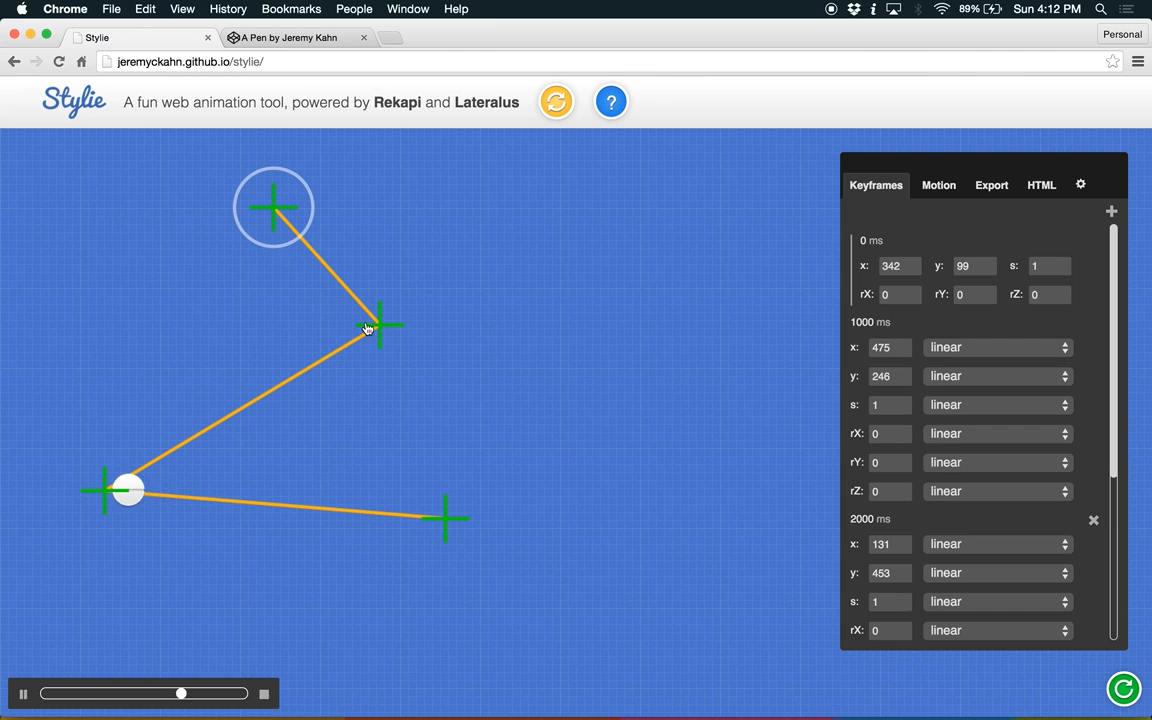 Chrome File Edit View History Bookmarks People Window Help 89% Sun 4:12 PM
Stylie A Pen by Jeremy Kahn Personal
jeremyckahn.github.io/stylie/
Stylie A fun web animation tool, powered by Rekapi and Lateralus ?
Keyframes Motion Export HTML
0 ms
x: 342 y: 99 s: 1
rX: 0 rY: 0 rZ: 0
1000 ms
x: 475 linear
y: 246 linear
s: 1 linear
rX: 0 linear
rY: 0 linear
rZ: 0 linear
2000 ms
x: 131 linear
y: 453 linear
s: 1 linear
rX: 0 linear